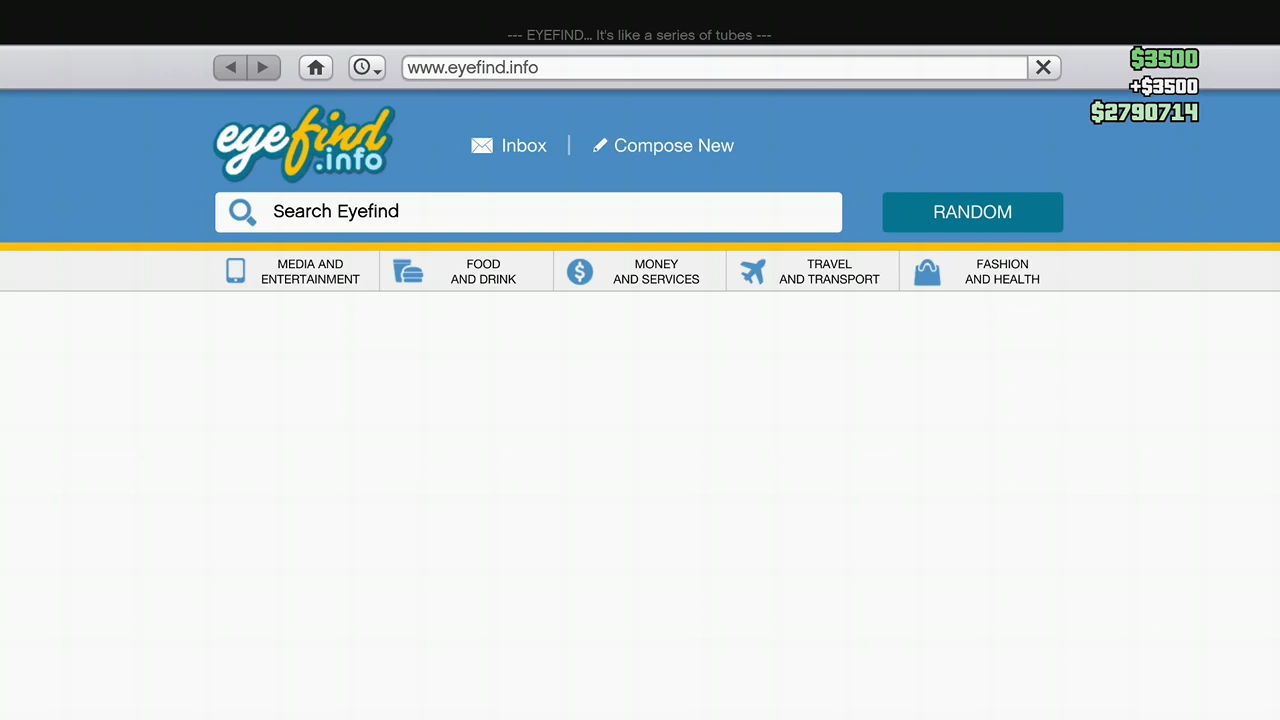 --- EYEFIND... It's like a series of tubes ---
www.eyefind.info
$3500
+$3500
$2790714
eyefind.info
Inbox
Compose New
Search Eyefind
RANDOM
MEDIA AND
ENTERTAINMENT
FOOD
AND DRINK
MONEY
AND SERVICES
TRAVEL
AND TRANSPORT
FASHION
AND HEALTH